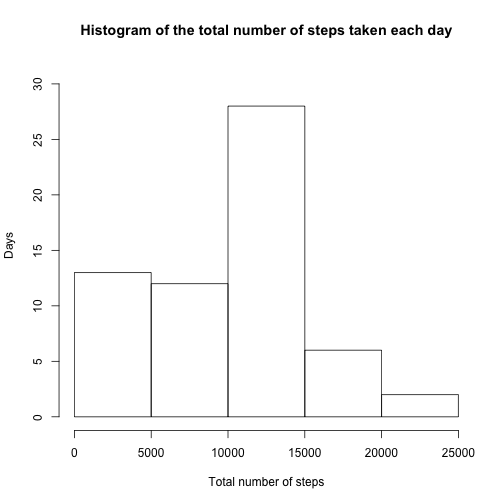 Histogram of the total number of steps taken each day
Days
30
25
20
15
10
5
0
0 5000 10000 15000 20000 25000
Total number of steps